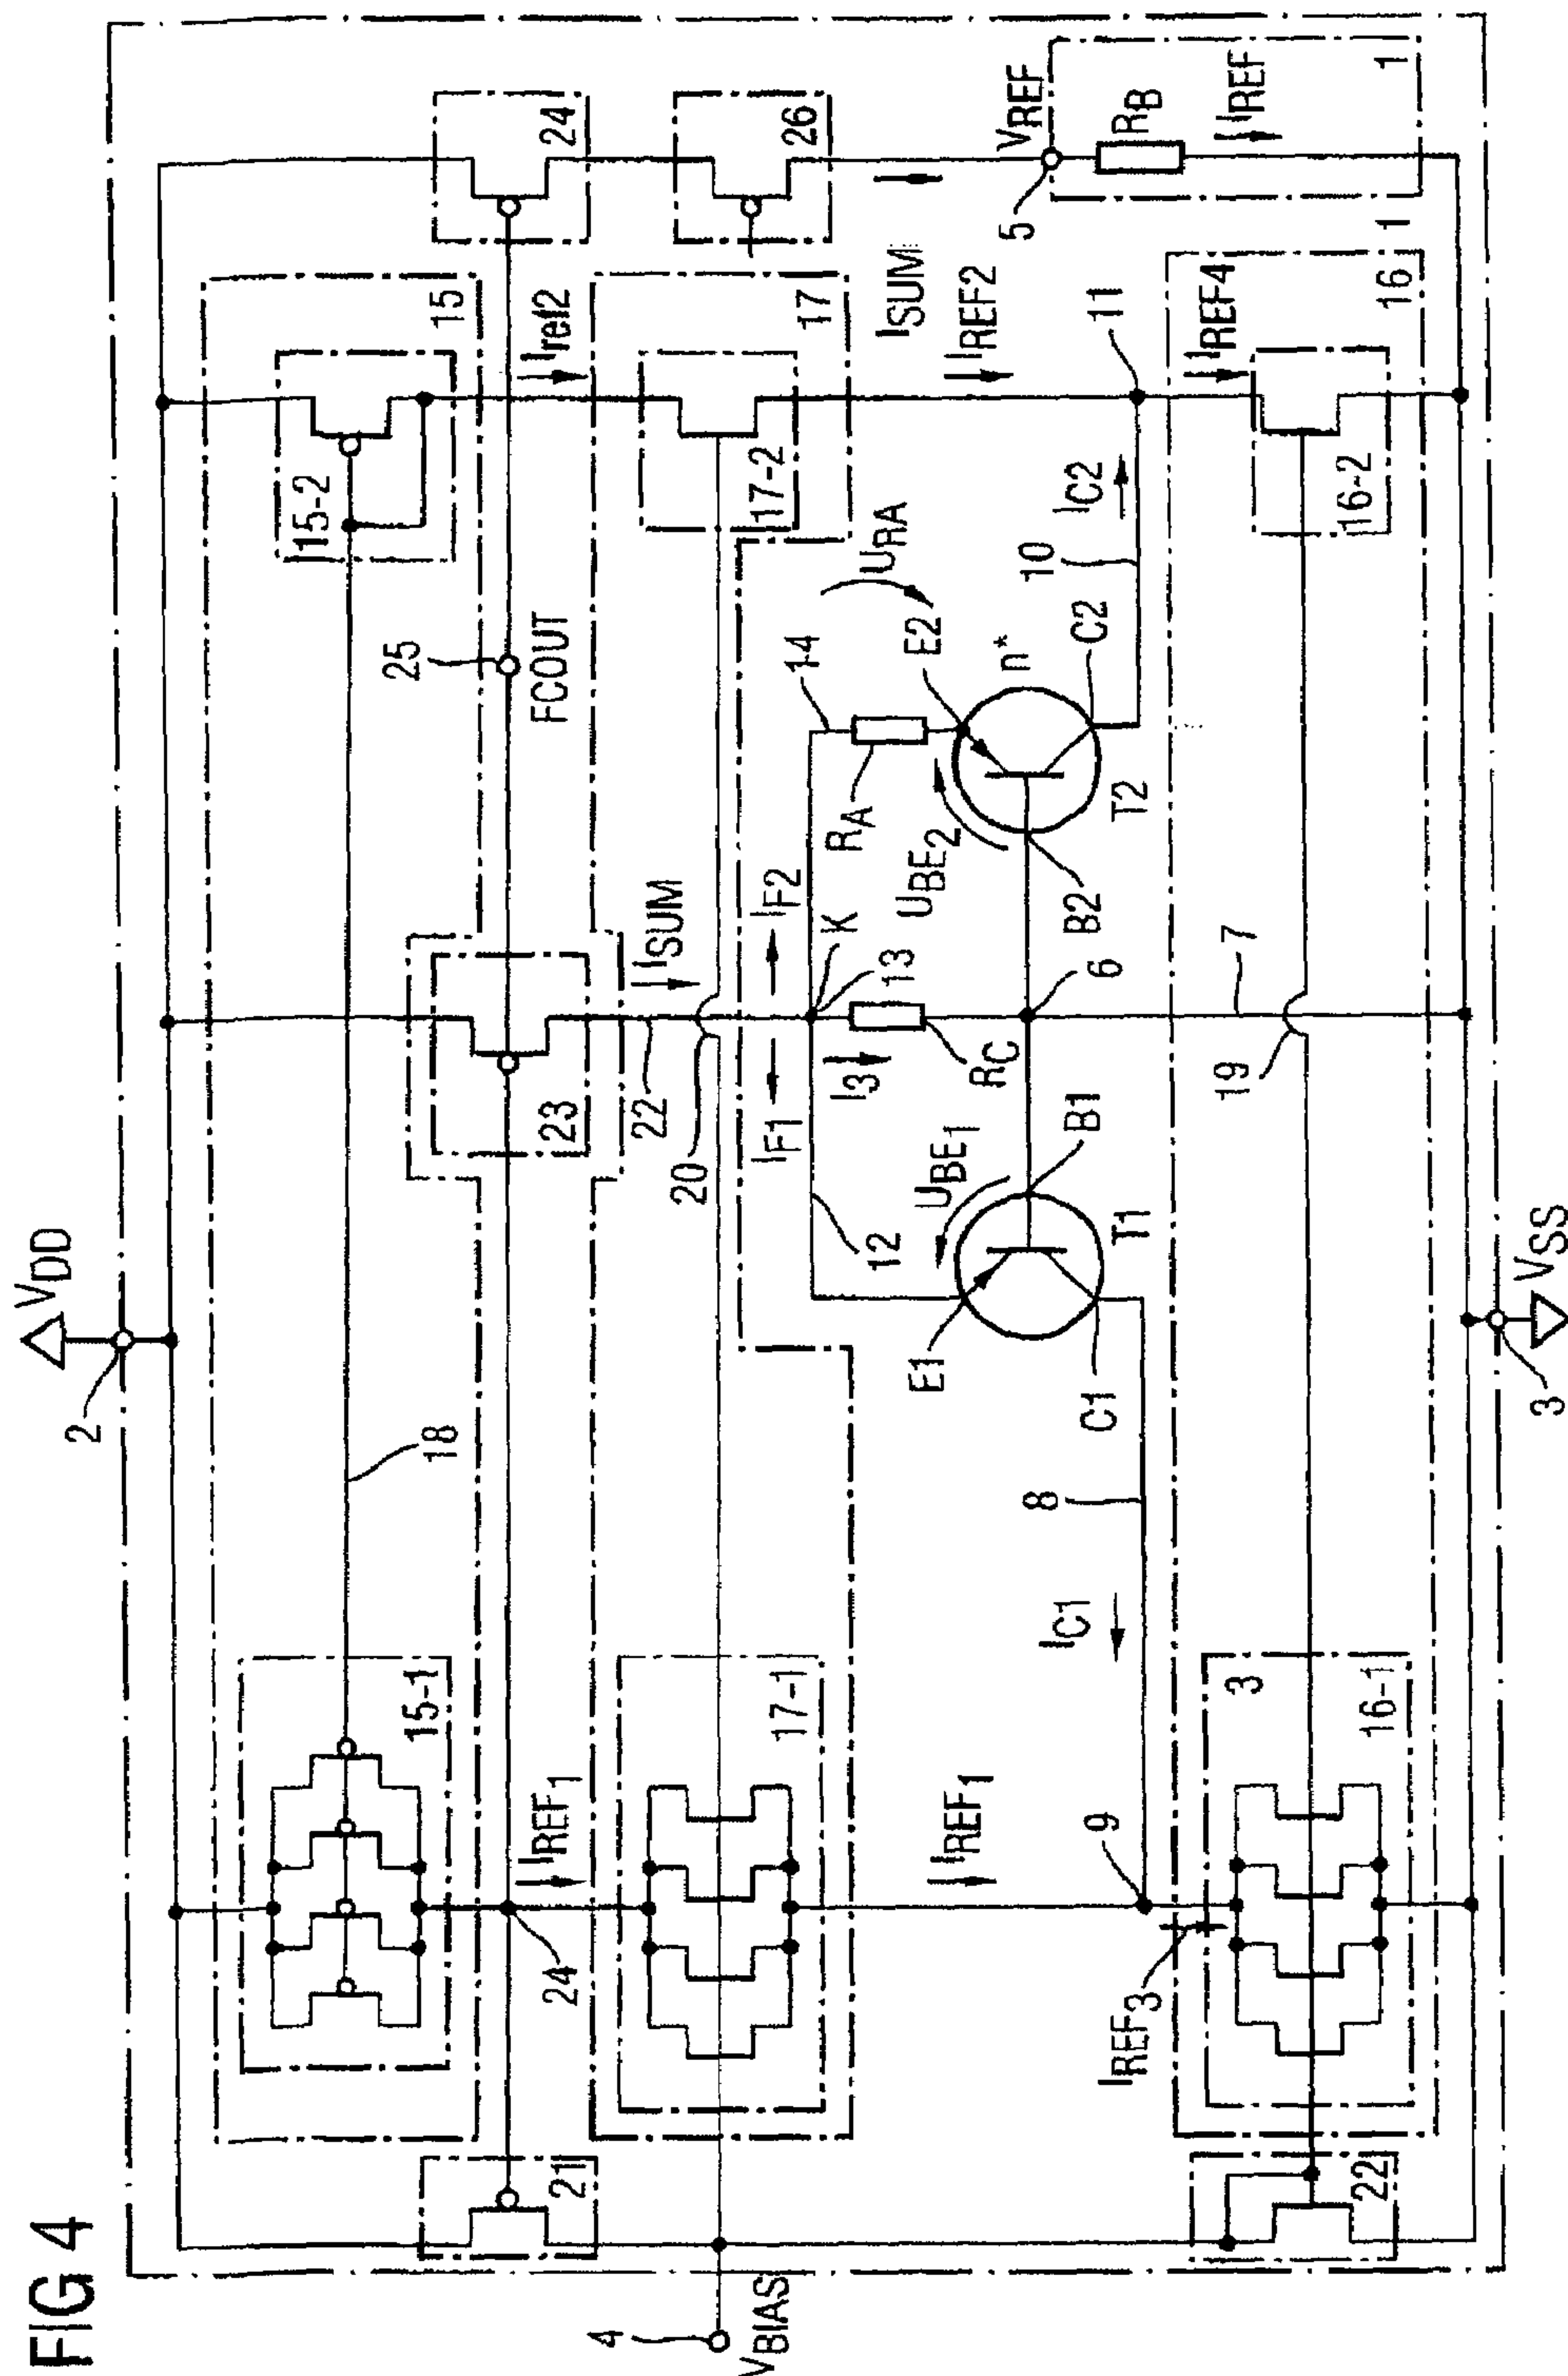 FIG 4
VDD
2
15-1
18
15-2
15
24
21
IREF1
24
23
ISUM
22
25
FCOUT
Iref2
26
17-1
20
17-2
17
4
VBIAS
IF1
K
IF2
13
12
I3
RC
14
RA
URA
ISUM
VREF
5
RB
IREF
1
IREF1
E1
UBE1
B1
T1
C1
6
UBE2
B2
E2
n*
T2
C2
IREF2
9
IC1
8
7
10
IC2
11
IREF3
3
16-1
19
IREF4
16-2
16
1
22
3
VSS